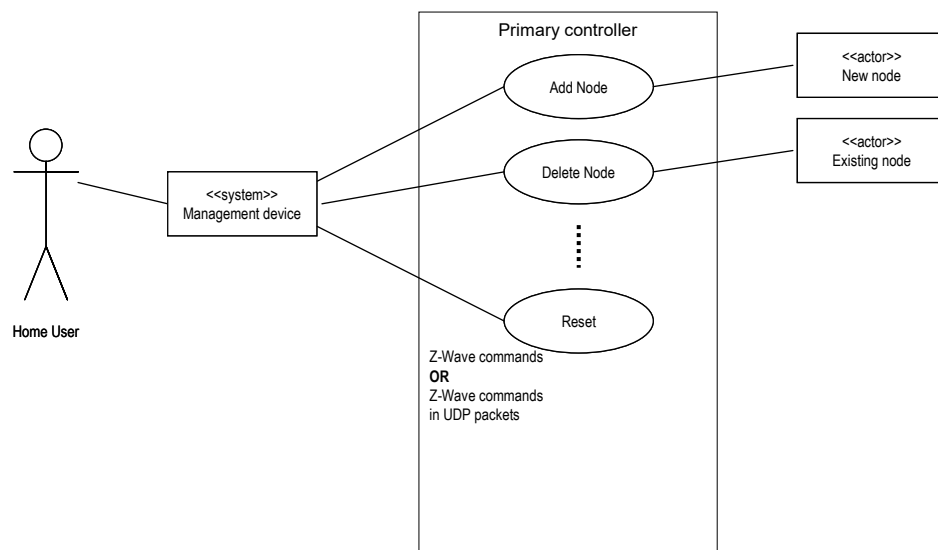 Primary controller
<<actor>>
New node
Add Node
<<actor>>
Existing node
Delete Node
<<system>>
Management device
Reset
Home User
Z-Wave commands
OR
Z-Wave commands
in UDP packets